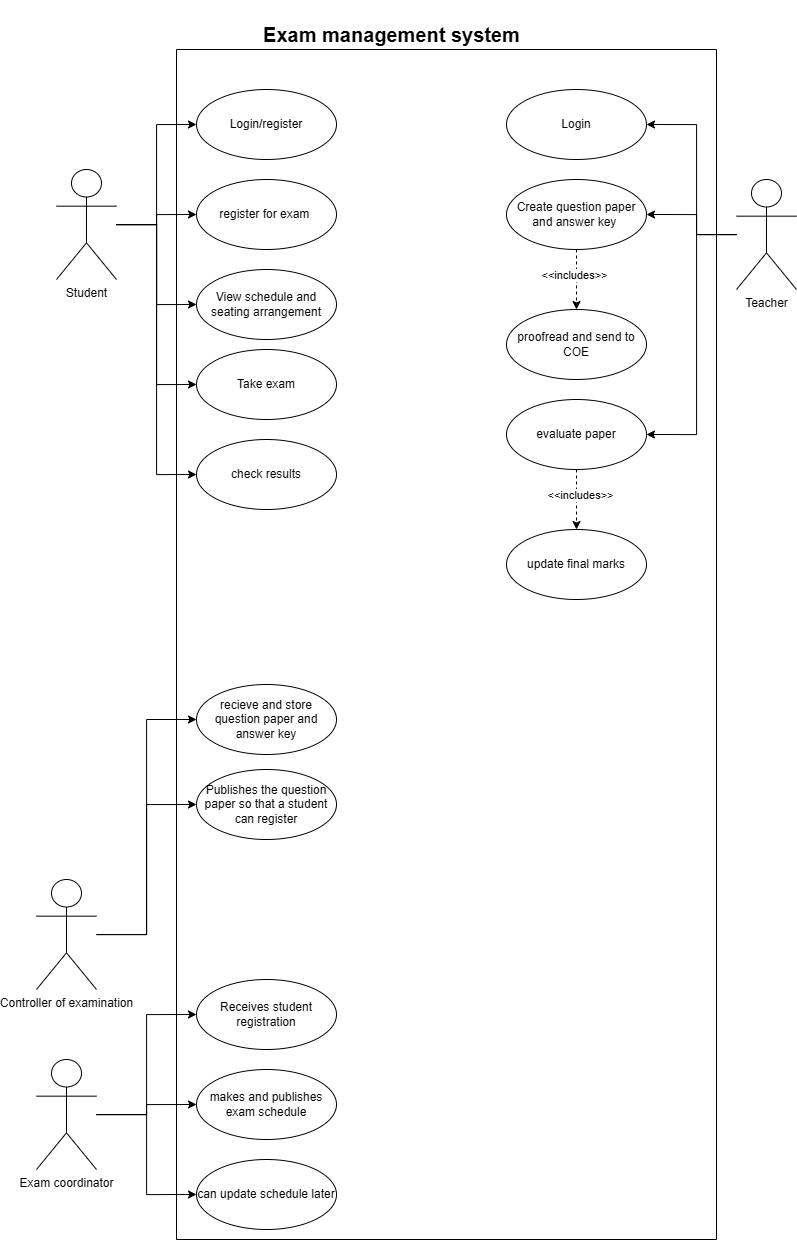 Exam management system
Login/register
register for exam
View schedule and
seating arrangement
Take exam
check results
Student
Login
Create question paper
and answer key
<<includes>>
proofread and send to
COE
evaluate paper
<<includes>>
update final marks
Teacher
recieve and store
question paper and
answer key
Publishes the question
paper so that a student
can register
Controller of examination
Receives student
registration
makes and publishes
exam schedule
can update schedule later
Exam coordinator